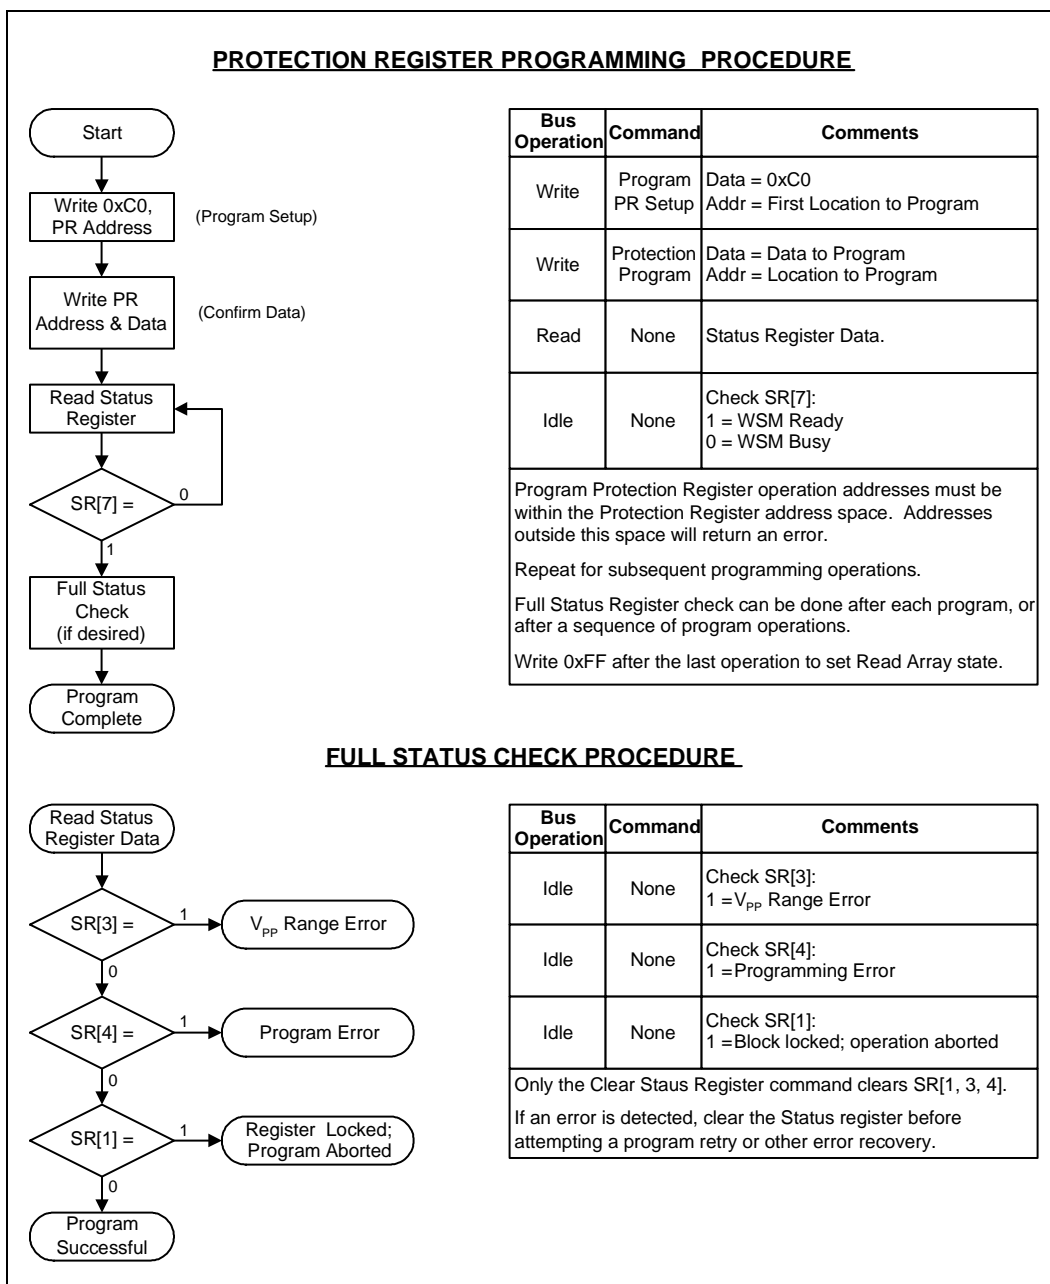 PROTECTION REGISTER PROGRAMMING PROCEDURE
Start
Write 0xC0,
PR Address
(Program Setup)
Write PR
Address & Data
(Confirm Data)
Read Status
Register
SR[7] =
0
1
Full Status
Check
(if desired)
Program
Complete
Bus
Operation
Command
Comments
Write
Program
PR Setup
Data = 0xC0
Addr = First Location to Program
Write
Protection
Program
Data = Data to Program
Addr = Location to Program
Read
None
Status Register Data.
Idle
None
Check SR[7]:
1 = WSM Ready
0 = WSM Busy
Program Protection Register operation addresses must be
within the Protection Register address space. Addresses
outside this space will return an error.
Repeat for subsequent programming operations.
Full Status Register check can be done after each program, or
after a sequence of program operations.
Write 0xFF after the last operation to set Read Array state.
FULL STATUS CHECK PROCEDURE
Read Status
Register Data
SR[3] =
1
VPP Range Error
0
SR[4] =
1
Program Error
0
SR[1] =
1
Register Locked;
Program Aborted
0
Program
Successful
Bus
Operation
Command
Comments
Idle
None
Check SR[3]:
1 =VPP Range Error
Idle
None
Check SR[4]:
1 =Programming Error
Idle
None
Check SR[1]:
1 =Block locked; operation aborted
Only the Clear Staus Register command clears SR[1, 3, 4].
If an error is detected, clear the Status register before
attempting a program retry or other error recovery.